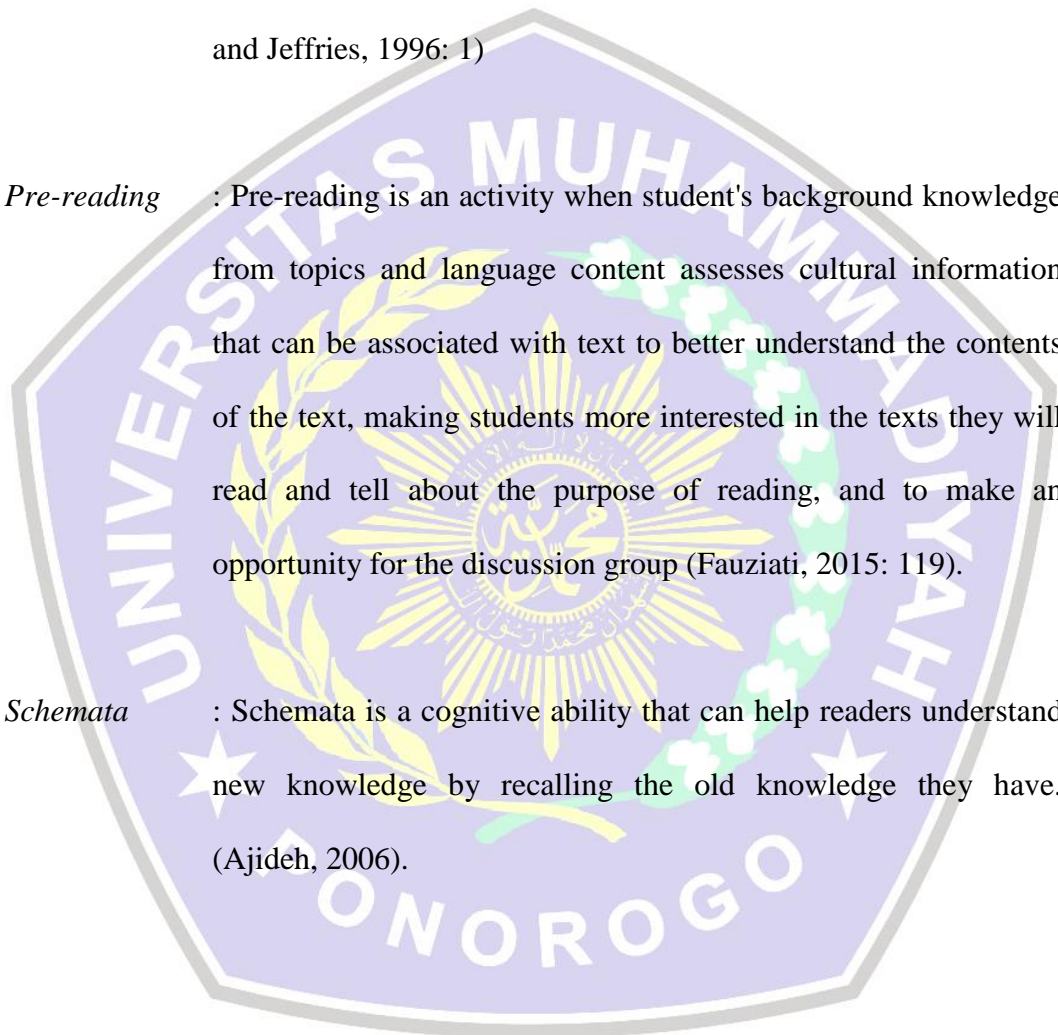 and Jeffries, 1996: 1)
Pre-reading : Pre-reading is an activity when student's background knowledge
from topics and language content assesses cultural information
that can be associated with text to better understand the contents
of the text, making students more interested in the texts they will
read and tell about the purpose of reading, and to make an
opportunity for the discussion group (Fauziati, 2015: 119).
Schemata : Schemata is a cognitive ability that can help readers understand
new knowledge by recalling the old knowledge they have.
(Ajideh, 2006).
UNIVERSITAS MUHAMMADIYAH
PONOROGO